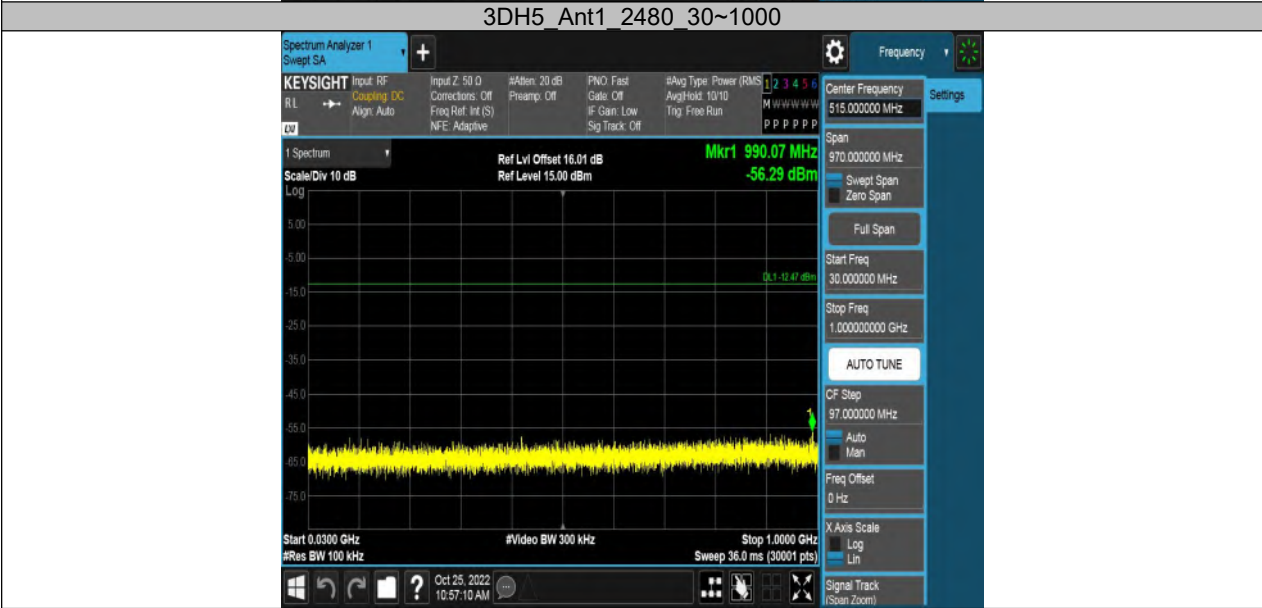 3DH5_Ant1_2480_30~1000
Spectrum Analyzer 1
Swept SA
Frequency
KEYSIGHT
RL
LXI
Input: RF
Coupling: DC
Align: Auto
Input Z: 50 Ω
Corrections: Off
Freq Ref: Int (S)
NFE: Adaptive
#Atten: 20 dB
Preamp: Off
PNO: Fast
Gate: Off
IF Gain: Low
Sig Track: Off
#Avg Type: Power (RMS
Avg|Hold: 10/10
Trig: Free Run
1 2 3 4 5 6
M W W W W W
P P P P P P
1 Spectrum
Scale/Div 10 dB
Log
Ref Lvl Offset 16.01 dB
Ref Level 15.00 dBm
Mkr1 990.07 MHz
-56.29 dBm
5.00
-5.00
DL1 -12.47 dBm
-15.0
-25.0
-35.0
-45.0
1
-55.0
-65.0
-75.0
Start 0.0300 GHz
#Res BW 100 kHz
#Video BW 300 kHz
Stop 1.0000 GHz
Sweep 36.0 ms (30001 pts)
?
Oct 25, 2022
10:57:10 AM
Center Frequency
515.000000 MHz
Settings
Span
970.000000 MHz
Swept Span
Zero Span
Full Span
Start Freq
30.000000 MHz
Stop Freq
1.000000000 GHz
AUTO TUNE
CF Step
97.000000 MHz
Auto
Man
Freq Offset
0 Hz
X Axis Scale
Log
Lin
Signal Track
(Span Zoom)